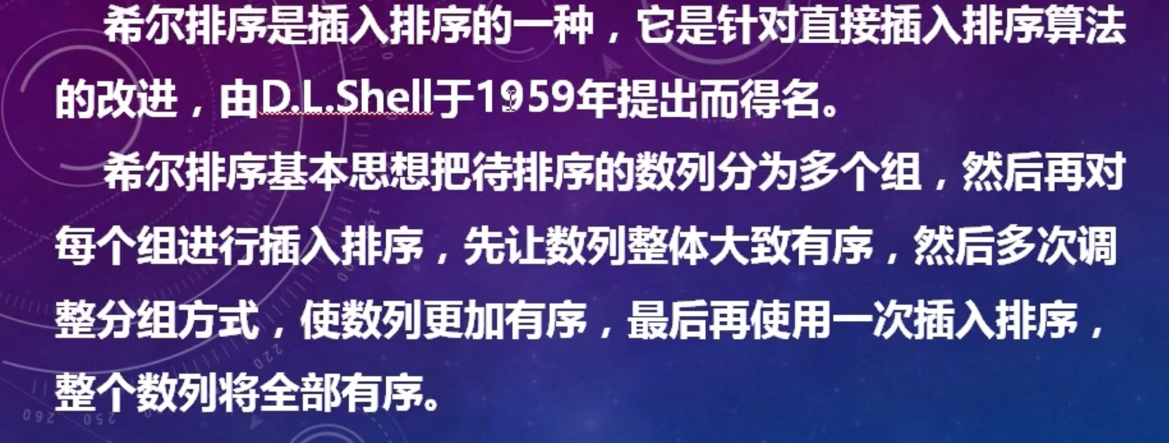 希尔排序是插入排序的一种，它是针对直接插入排序算法
的改进，由D.L.Shell于1959年提出而得名。
希尔排序基本思想把待排序的数列分为多个组，然后再对
每个组进行插入排序，先让数列整体大致有序，然后多次调
整分组方式，使数列更加有序，最后再使用一次插入排序，
整个数列将全部有序。
190
220
260
250